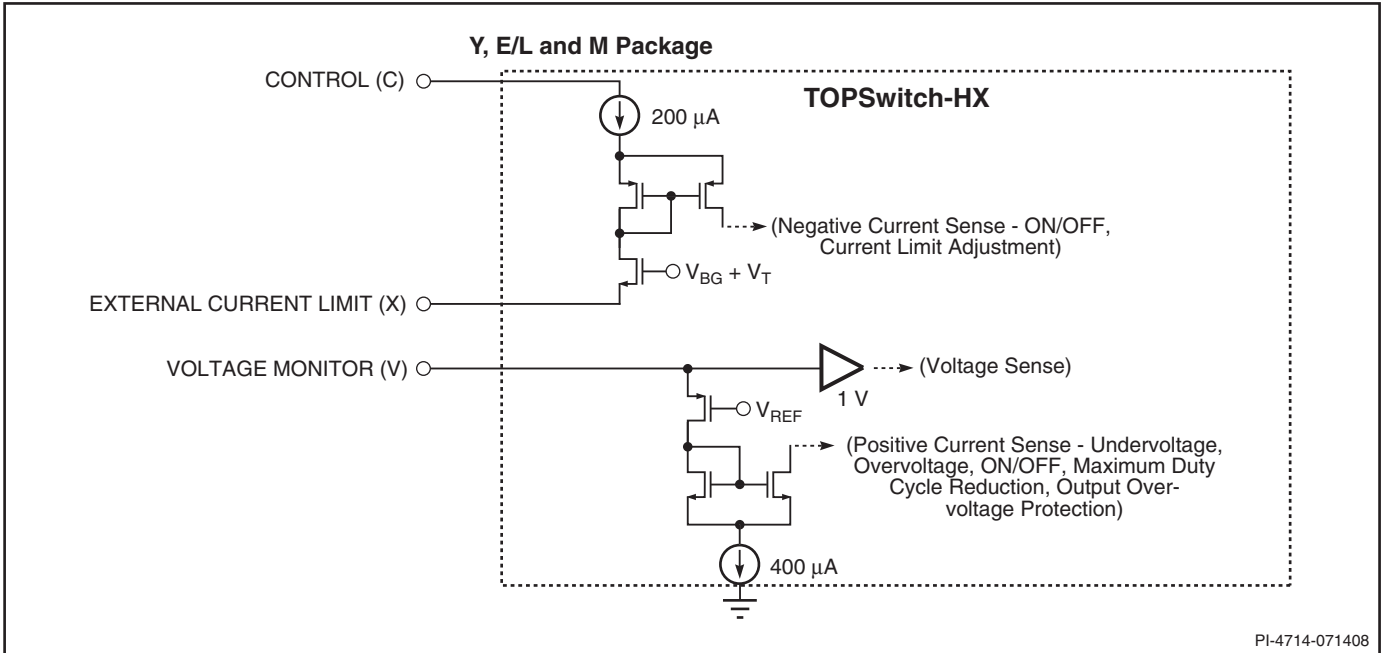 Y, E/L and M Package
CONTROL (C)
TOPSwitch-HX
200 μA
(Negative Current Sense - ON/OFF,
Current Limit Adjustment)
V_BG + V_T
EXTERNAL CURRENT LIMIT (X)
VOLTAGE MONITOR (V)
(Voltage Sense)
1 V
V_REF
(Positive Current Sense - Undervoltage,
Overvoltage, ON/OFF, Maximum Duty
Cycle Reduction, Output Over-
voltage Protection)
400 μA
PI-4714-071408